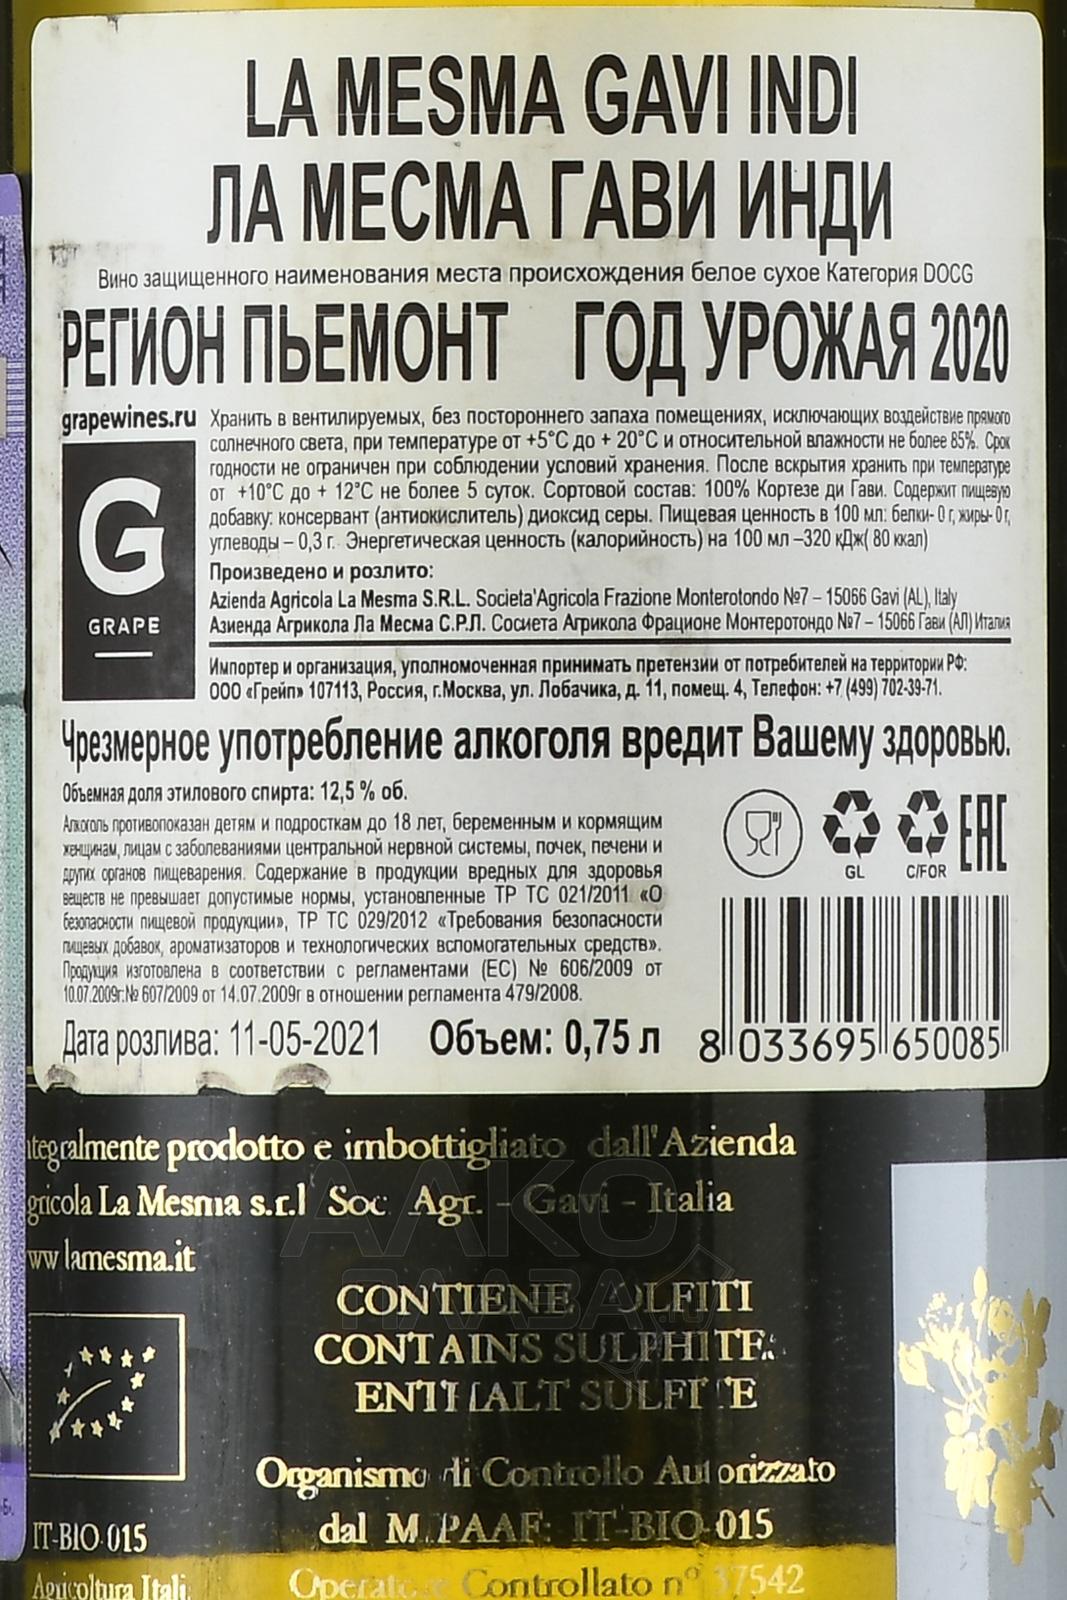 LA MESMA GAVI INDI
ЛА МЕСМА ГАВИ ИНДИ
Вино защищенного наименования места происхождения белое сухое Категория DOCG
РЕГИОН ПЬЕМОНТ ГОД УРОЖАЯ 2020
grapewines.ru
G
GRAPE
Хранить в вентилируемых, без постороннего запаха помещениях, исключающих воздействие прямого
солнечного света, при температуре от +5°C до + 20°C и относительной влажности не более 85%. Срок
годности не ограничен при соблюдении условий хранения. После вскрытия хранить при температуре
от +10°C до + 12°C не более 5 суток. Сортовой состав: 100% Кортезе ди Гави. Содержит пищевую
добавку: консервант (антиокислитель) диоксид серы. Пищевая ценность в 100 мл: белки- 0 г, жиры- 0 г,
углеводы – 0,3 г. Энергетическая ценность (калорийность) на 100 мл –320 кДж( 80 ккал)
Произведено и розлито:
Azienda Agricola La Mesma S.R.L. Societa'Agricola Frazione Monterotondo №7 – 15066 Gavi (AL), Italy
Азиенда Агрикола Ла Месма С.Р.Л. Сосиета Агрикола Фрационе Монтеротондо №7 – 15066 Гави (АЛ) Италия
Импортер и организация, уполномоченная принимать претензии от потребителей на территории РФ:
ООО «Грейп» 107113, Россия, г.Москва, ул. Лобачика, д. 11, помещ. 4, Телефон: +7 (499) 702-39-71.
Чрезмерное употребление алкоголя вредит Вашему здоровью.
Объемная доля этилового спирта: 12,5 % об.
Алкоголь противопоказан детям и подросткам до 18 лет, беременным и кормящим
женщинам, лицам с заболеваниями центральной нервной системы, почек, печени и
других органов пищеварения. Содержание в продукции вредных для здоровья
веществ не превышает допустимые нормы, установленные ТР ТС 021/2011 «О
безопасности пищевой продукции», ТР ТС 029/2012 «Требования безопасности
пищевых добавок, ароматизаторов и технологических вспомогательных средств».
Продукция изготовлена в соответствии с регламентами (ЕС) № 606/2009 от
10.07.2009г.№ 607/2009 от 14.07.2009г в отношении регламента 479/2008.
GL C/FOR EAC
Дата розлива: 11-05-2021 Объем: 0,75 л
8 033695 650085
ntegralmente prodotto e imbottigliato dall'Azienda
gricola La Mesma s.r.l Soc. Agr. - Gavi - Italia
ww lamesma.it
CONTIENE SOLFITI
CONTAINS SULPHITES
ENTHALT SULFITE
Organismo di Controllo Autorizzato
dal M.I.PAAF: IT-BIO-015
IT-BIO 015
Agricoltura Itali.
Operatore Controllato n° 37542
ААКО
ПЛАЗА.ru